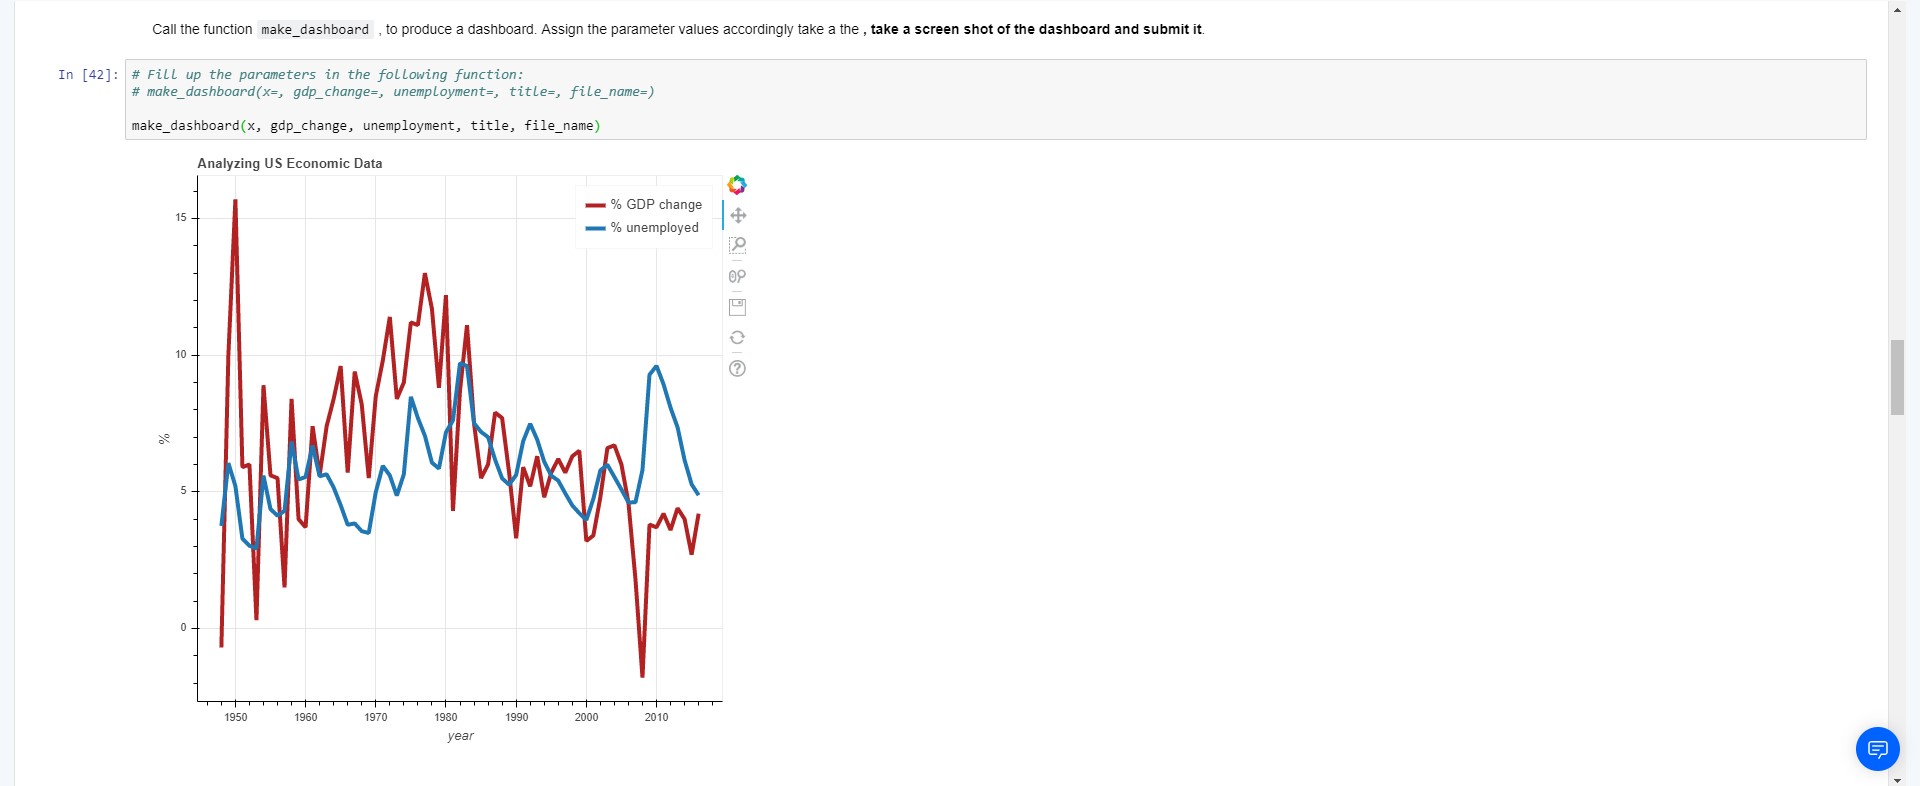 Call the function make_dashboard , to produce a dashboard. Assign the parameter values accordingly take a the , take a screen shot of the dashboard and submit it.
In [42]: # Fill up the parameters in the following function:
# make_dashboard(x=, gdp_change=, unemployment=, title=, file_name=)
make_dashboard(x, gdp_change, unemployment, title, file_name)
Analyzing US Economic Data
% GDP change
% unemployed
15
10
5
0
%
1950 1960 1970 1980 1990 2000 2010
year